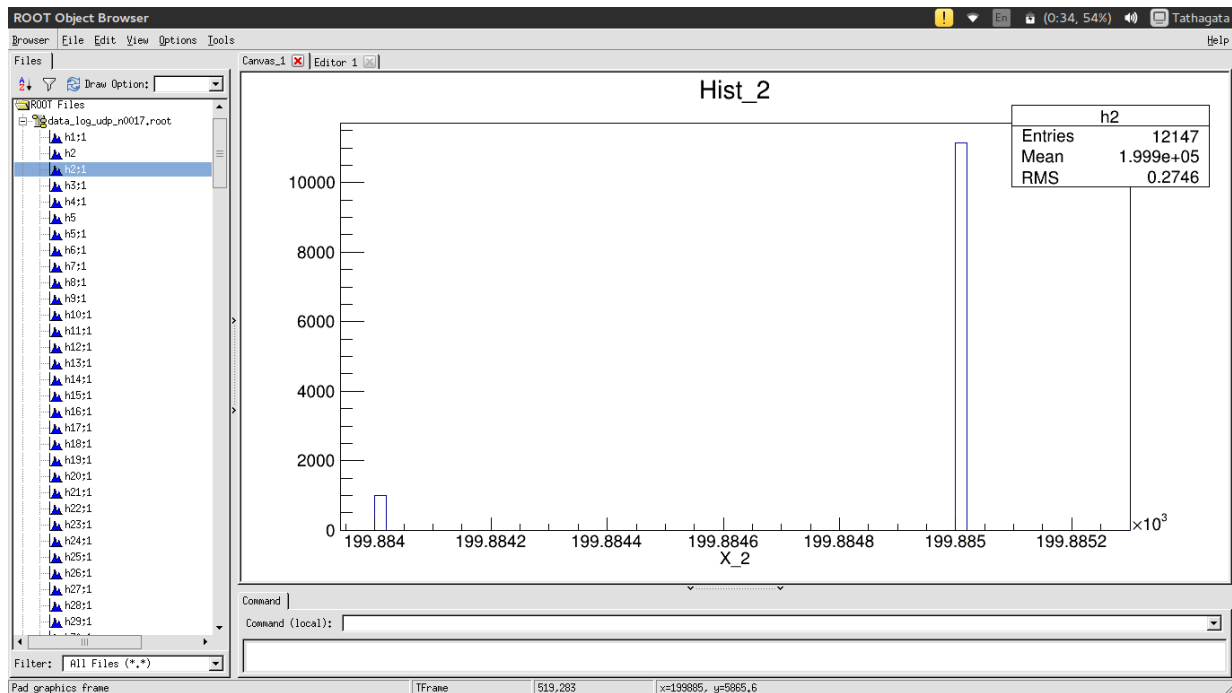 ROOT Object Browser
En (0:34, 54%) Tathagata
Browser File Edit View Options Tools Help
Files
Draw Option:
ROOT Files
data_log_udp_n0017.root
h1;1
h2
h2;1
h3;1
h4;1
h5
h5;1
h6;1
h7;1
h8;1
h9;1
h10;1
h11;1
h12;1
h13;1
h14;1
h15;1
h16;1
h17;1
h18;1
h19;1
h20;1
h21;1
h22;1
h23;1
h24;1
h25;1
h26;1
h27;1
h28;1
h29;1
Filter: All Files (*.*)
Canvas_1 Editor 1
Hist_2
h2
Entries 12147
Mean 1.999e+05
RMS 0.2746
10000
8000
6000
4000
2000
0
199.884 199.8842 199.8844 199.8846 199.8848 199.885 199.8852 ×10³
X_2
Command
Command (local):
Pad graphics frame TFrame 519,283 x=199885, y=5865.6